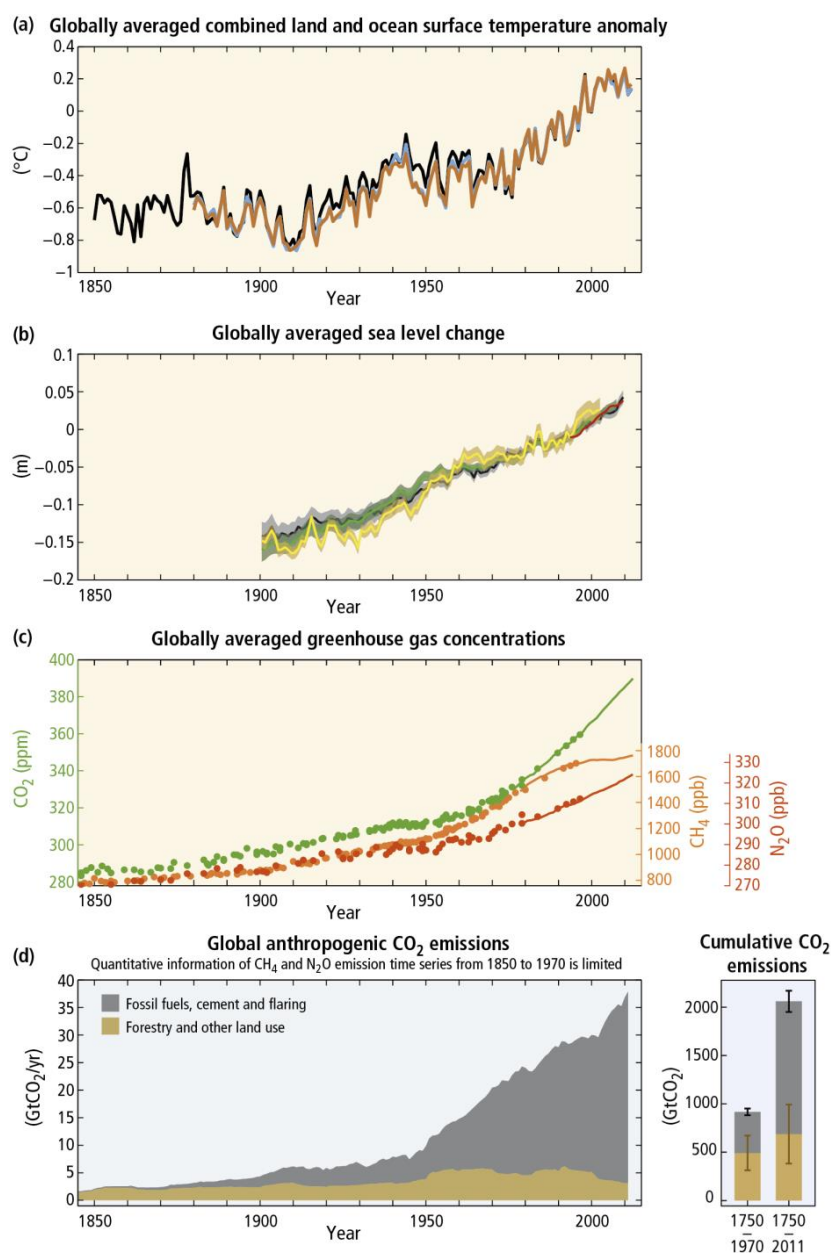 (a) Globally averaged combined land and ocean surface temperature anomaly
0.4
0.2
0
−0.2
−0.4
−0.6
−0.8
−1
(°C)
1850 1900 1950 2000
Year
(b) Globally averaged sea level change
0.1
0.05
0
−0.05
−0.1
−0.15
−0.2
(m)
1850 1900 1950 2000
Year
(c) Globally averaged greenhouse gas concentrations
400
380
360
340
320
300
280
CO2 (ppm)
1800
1600
1400
1200
1000
800
CH4 (ppb)
330
320
310
300
290
280
270
N2O (ppb)
1850 1900 1950 2000
Year
(d) Global anthropogenic CO2 emissions
Quantitative information of CH4 and N2O emission time series from 1850 to 1970 is limited
40
35
30
25
20
15
10
5
0
(GtCO2/yr)
Fossil fuels, cement and flaring
Forestry and other land use
1850 1900 1950 2000
Year
Cumulative CO2
emissions
2000
1500
1000
500
0
(GtCO2)
1750 1750
– –
1970 2011